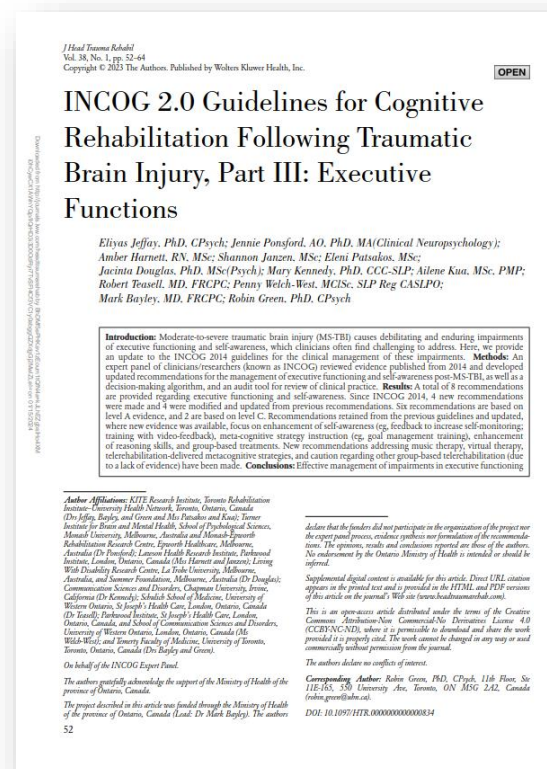 J Head Trauma Rehabil
Vol. 38, No. 1, pp. 52–64
Copyright © 2023 The Authors. Published by Wolters Kluwer Health, Inc.
OPEN
INCOG 2.0 Guidelines for Cognitive
Rehabilitation Following Traumatic
Brain Injury, Part III: Executive
Functions
Eliyas Jeffay, PhD, CPsych; Jennie Ponsford, AO, PhD, MA(Clinical Neuropsychology);
Amber Harnett, RN, MSc; Shannon Janzen, MSc; Eleni Patsakos, MSc;
Jacinta Douglas, PhD, MSc(Psych); Mary Kennedy, PhD, CCC-SLP; Ailene Kua, MSc, PMP;
Robert Teasell, MD, FRCPC; Penny Welch-West, MClSc, SLP Reg CASLPO;
Mark Bayley, MD, FRCPC; Robin Green, PhD, CPsych
Introduction: Moderate-to-severe traumatic brain injury (MS-TBI) causes debilitating and enduring impairments
of executive functioning and self-awareness, which clinicians often find challenging to address. Here, we provide
an update to the INCOG 2014 guidelines for the clinical management of these impairments. Methods: An
expert panel of clinicians/researchers (known as INCOG) reviewed evidence published from 2014 and developed
updated recommendations for the management of executive functioning and self-awareness post-MS-TBI, as well as a
decision-making algorithm, and an audit tool for review of clinical practice. Results: A total of 8 recommendations
are provided regarding executive functioning and self-awareness. Since INCOG 2014, 4 new recommendations
were made and 4 were modified and updated from previous recommendations. Six recommendations are based on
level A evidence, and 2 are based on level C. Recommendations retained from the previous guidelines and updated,
where new evidence was available, focus on enhancement of self-awareness (eg, feedback to increase self-monitoring;
training with video-feedback), meta-cognitive strategy instruction (eg, goal management training), enhancement
of reasoning skills, and group-based treatments. New recommendations addressing music therapy, virtual therapy,
telerehabilitation-delivered metacognitive strategies, and caution regarding other group-based telerehabilitation (due
to a lack of evidence) have been made. Conclusions: Effective management of impairments in executive functioning
Author Affiliations: KITE Research Institute, Toronto Rehabilitation
Institute–University Health Network, Toronto, Ontario, Canada
(Drs Jeffay, Bayley, and Green and Mss Patsakos and Kua); Turner
Institute for Brain and Mental Health, School of Psychological Sciences,
Monash University, Melbourne, Australia and Monash-Epworth
Rehabilitation Research Centre, Epworth Healthcare, Melbourne,
Australia (Dr Ponsford); Lawson Health Research Institute, Parkwood
Institute, London, Ontario, Canada (Mss Harnett and Janzen); Living
With Disability Research Centre, La Trobe University, Melbourne,
Australia, and Summer Foundation, Melbourne, Australia (Dr Douglas);
Communication Sciences and Disorders, Chapman University, Irvine,
California (Dr Kennedy); Schulich School of Medicine, University of
Western Ontario, St Joseph's Health Care, London, Ontario, Canada
(Dr Teasell); Parkwood Institute, St Joseph's Health Care, London,
Ontario, Canada, and School of Communication Sciences and Disorders,
University of Western Ontario, London, Ontario, Canada (Ms
Welch-West); and Temerty Faculty of Medicine, University of Toronto,
Toronto, Ontario, Canada (Drs Bayley and Green).
On behalf of the INCOG Expert Panel.
The authors gratefully acknowledge the support of the Ministry of Health of the
province of Ontario, Canada.
The project described in this article was funded through the Ministry of Health
of the province of Ontario, Canada (Lead: Dr Mark Bayley). The authors
declare that the funders did not participate in the organization of the project nor
the expert panel process, evidence synthesis nor formulation of the recommenda-
tions. The opinions, results and conclusions reported are those of the authors.
No endorsement by the Ontario Ministry of Health is intended or should be
inferred.
Supplemental digital content is available for this article. Direct URL citation
appears in the printed text and is provided in the HTML and PDF versions
of this article on the journal's Web site (www.headtraumarehab.com).
This is an open-access article distributed under the terms of the Creative
Commons Attribution-Non Commercial-No Derivatives License 4.0
(CCBY-NC-ND), where it is permissible to download and share the work
provided it is properly cited. The work cannot be changed in any way or used
commercially without permission from the journal.
The authors declare no conflicts of interest.
Corresponding Author: Robin Green, PhD, CPsych, 11th Floor, Ste
11E-165, 550 University Ave, Toronto, ON M5G 2A2, Canada
(robin.green@uhn.ca).
DOI: 10.1097/HTR.0000000000000834
52